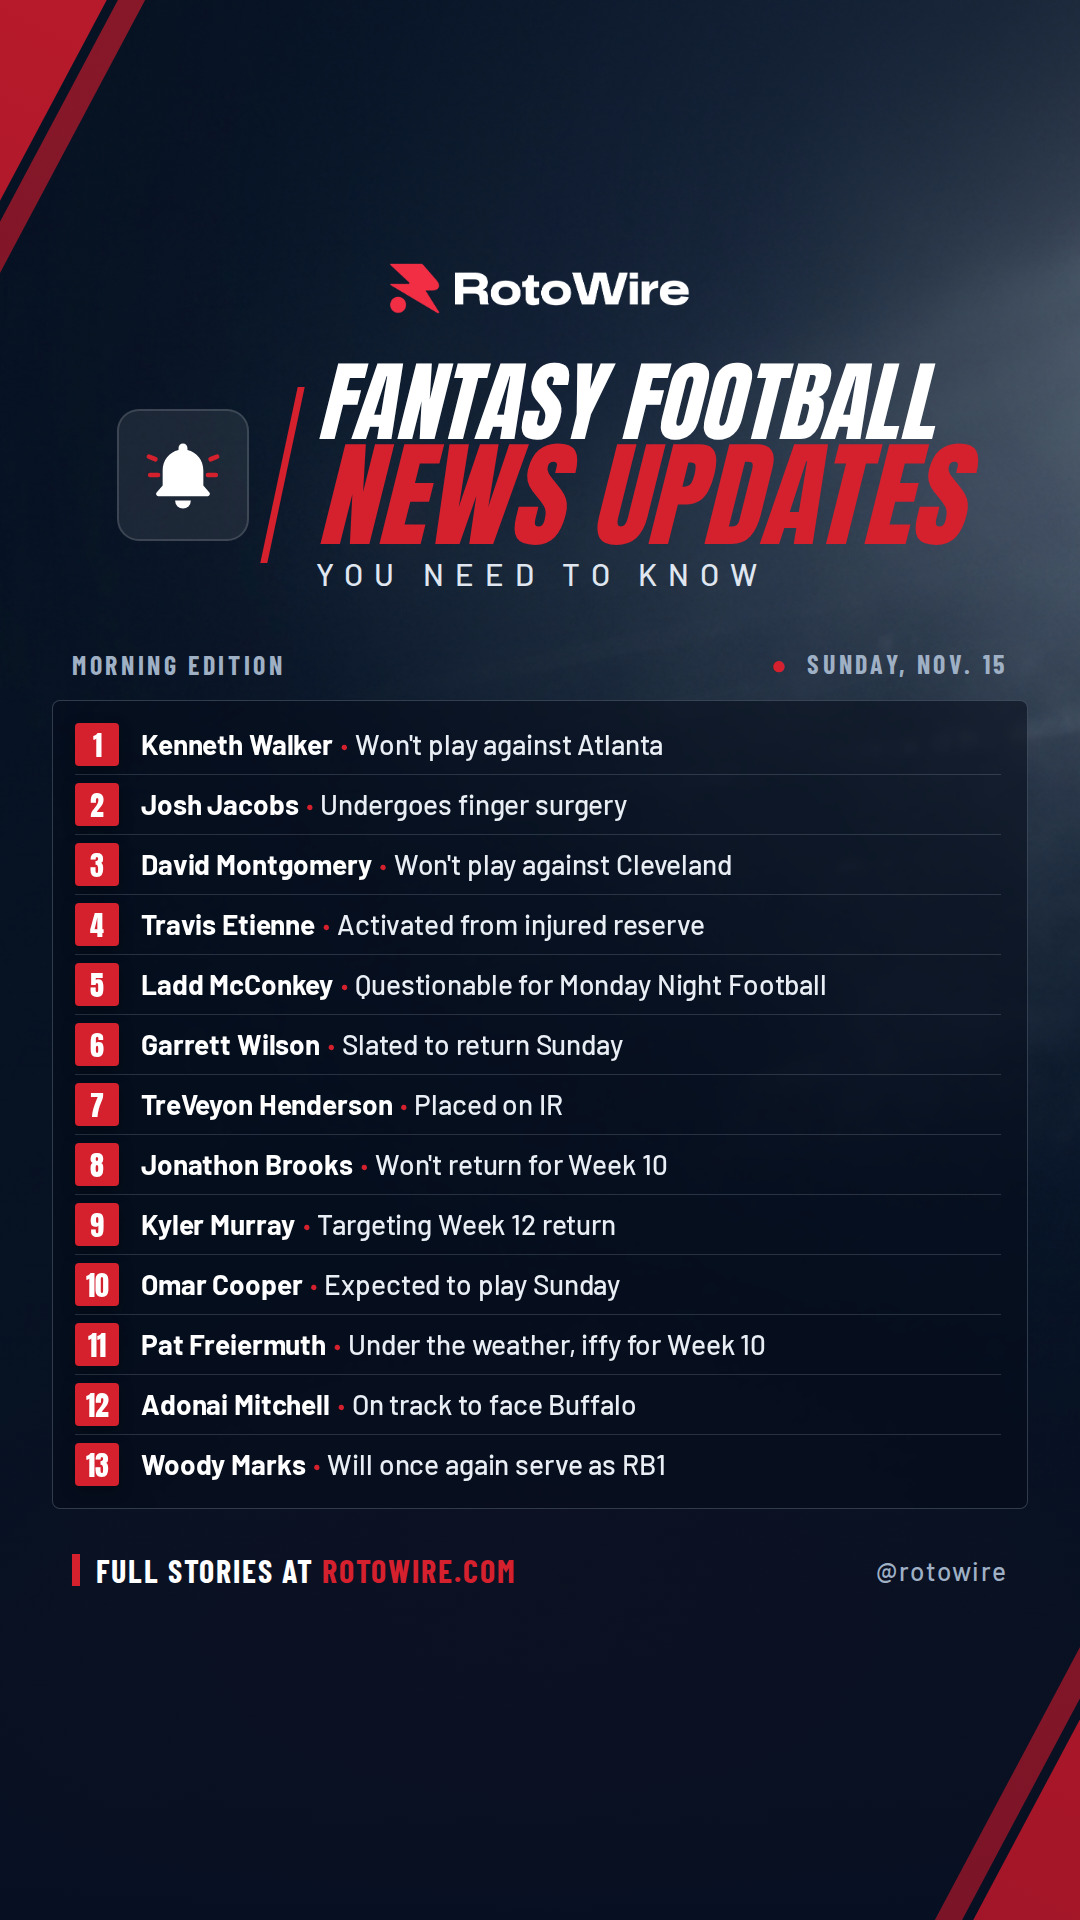 RotoWire
FANTASY FOOTBALL
NEWS UPDATES
YOU NEED TO KNOW
MORNING EDITION • SUNDAY, NOV. 15
1 Kenneth Walker • Won't play against Atlanta
2 Josh Jacobs • Undergoes finger surgery
3 David Montgomery • Won't play against Cleveland
4 Travis Etienne • Activated from injured reserve
5 Ladd McConkey • Questionable for Monday Night Football
6 Garrett Wilson • Slated to return Sunday
7 TreVeyon Henderson • Placed on IR
8 Jonathon Brooks • Won't return for Week 10
9 Kyler Murray • Targeting Week 12 return
10 Omar Cooper • Expected to play Sunday
11 Pat Freiermuth • Under the weather, iffy for Week 10
12 Adonai Mitchell • On track to face Buffalo
13 Woody Marks • Will once again serve as RB1
FULL STORIES AT ROTOWIRE.COM @rotowire